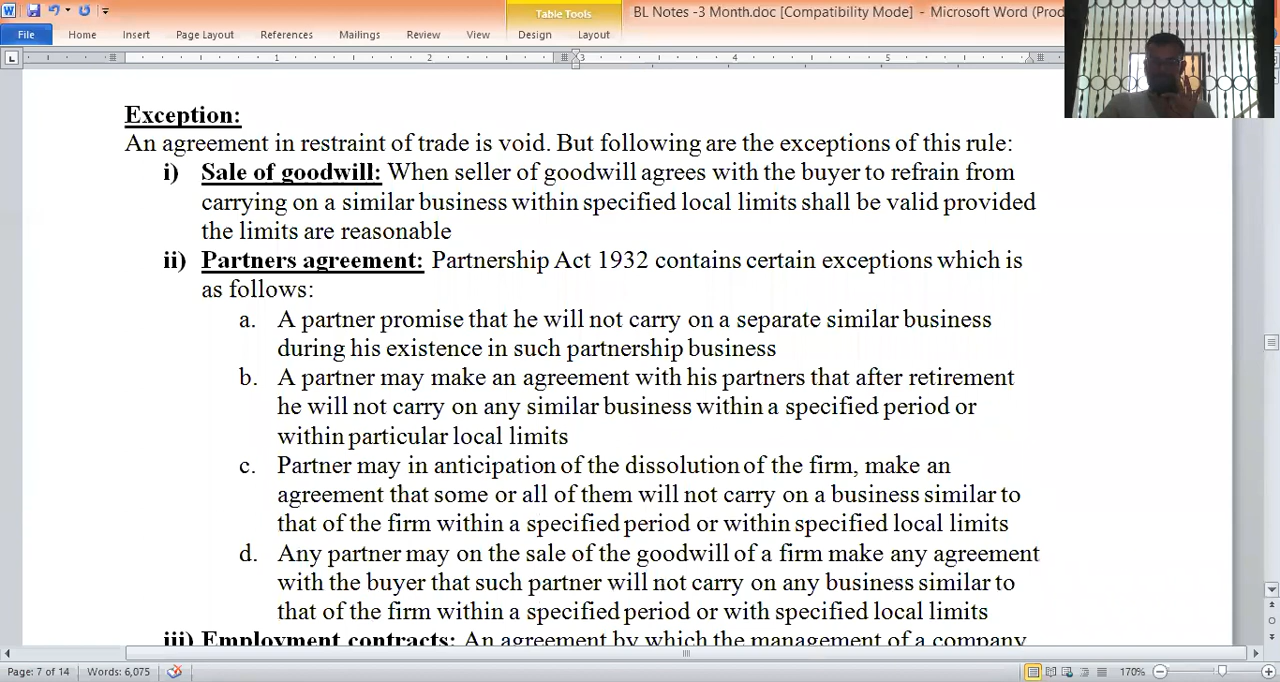 Table Tools
BL Notes -3 Month.doc [Compatibility Mode] - Microsoft Word (Prod
File Home Insert Page Layout References Mailings Review View Design Layout
1 2 3 4 5
Exception:
An agreement in restraint of trade is void. But following are the exceptions of this rule:
i) Sale of goodwill: When seller of goodwill agrees with the buyer to refrain from
carrying on a similar business within specified local limits shall be valid provided
the limits are reasonable
ii) Partners agreement: Partnership Act 1932 contains certain exceptions which is
as follows:
a. A partner promise that he will not carry on a separate similar business
during his existence in such partnership business
b. A partner may make an agreement with his partners that after retirement
he will not carry on any similar business within a specified period or
within particular local limits
c. Partner may in anticipation of the dissolution of the firm, make an
agreement that some or all of them will not carry on a business similar to
that of the firm within a specified period or within specified local limits
d. Any partner may on the sale of the goodwill of a firm make any agreement
with the buyer that such partner will not carry on any business similar to
that of the firm within a specified period or with specified local limits
iii) Employment contracts: An agreement by which the management of a company
Page: 7 of 14 Words: 6,075 170%